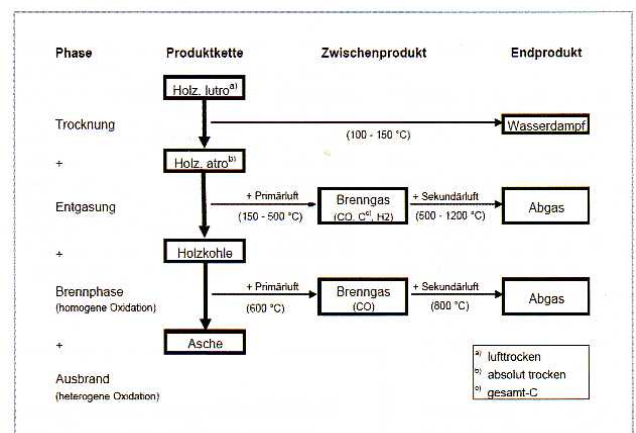 Phase Produktkette Zwischenprodukt Endprodukt
Holz. lutro a)
Trocknung (100 - 150 °C) Wasserdampf
+ Holz. atro b)
+ Primärluft + Sekundärluft
Entgasung (150 - 500 °C) Brenngas (500 - 1200 °C) Abgas
(CO, C c), H2)
+ Holzkohle
+ Primärluft + Sekundärluft
Brennphase (600 °C) Brenngas (800 °C) Abgas
(homogene Oxidation) (CO)
+ Asche
a) lufttrocken
b) absolut trocken
c) gesamt-C
Ausbrand
(heterogene Oxidation)